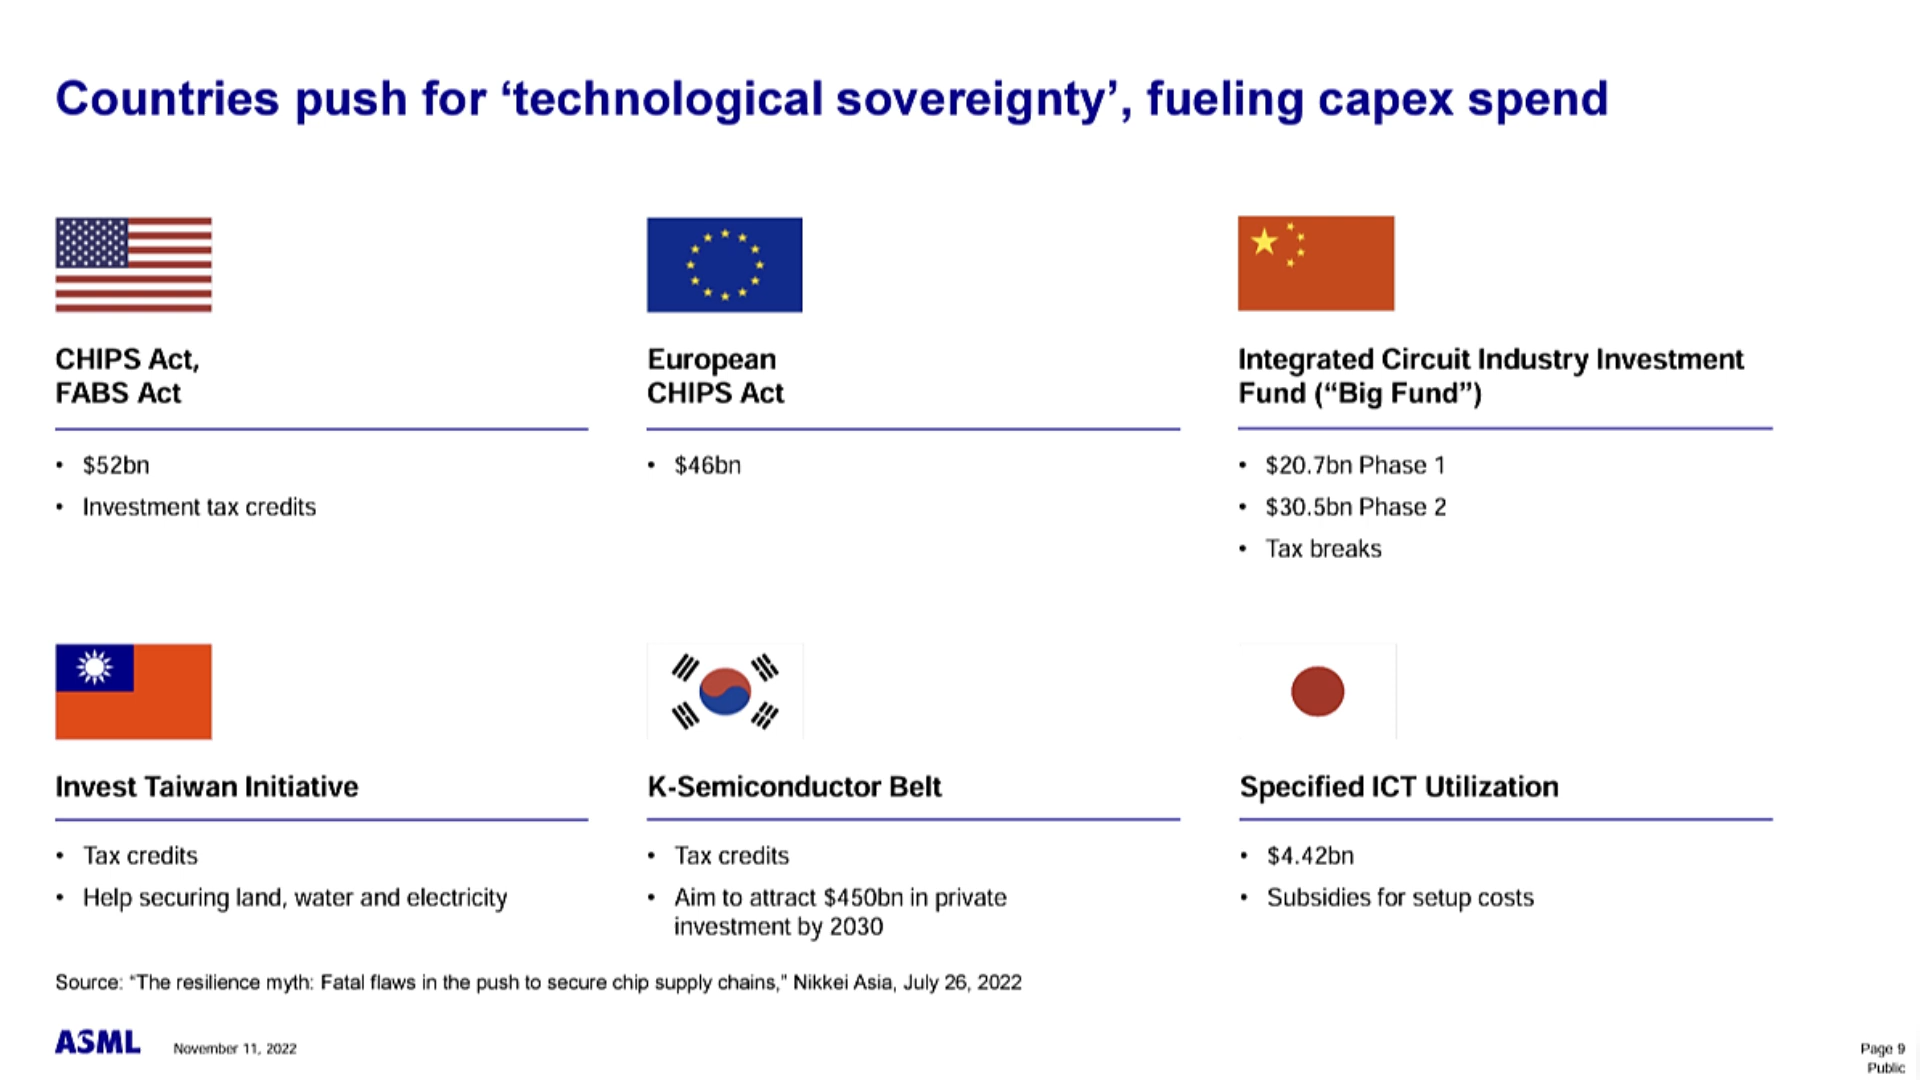 Countries push for ‘technological sovereignty’, fueling capex spend
CHIPS Act,
FABS Act
• $52bn
• Investment tax credits
European
CHIPS Act
• $46bn
Integrated Circuit Industry Investment
Fund (“Big Fund”)
• $20.7bn Phase 1
• $30.5bn Phase 2
• Tax breaks
Invest Taiwan Initiative
• Tax credits
• Help securing land, water and electricity
K-Semiconductor Belt
• Tax credits
• Aim to attract $450bn in private
investment by 2030
Specified ICT Utilization
• $4.42bn
• Subsidies for setup costs
Source: “The resilience myth: Fatal flaws in the push to secure chip supply chains,” Nikkei Asia, July 26, 2022
ASML
November 11, 2022
Page 9
Public